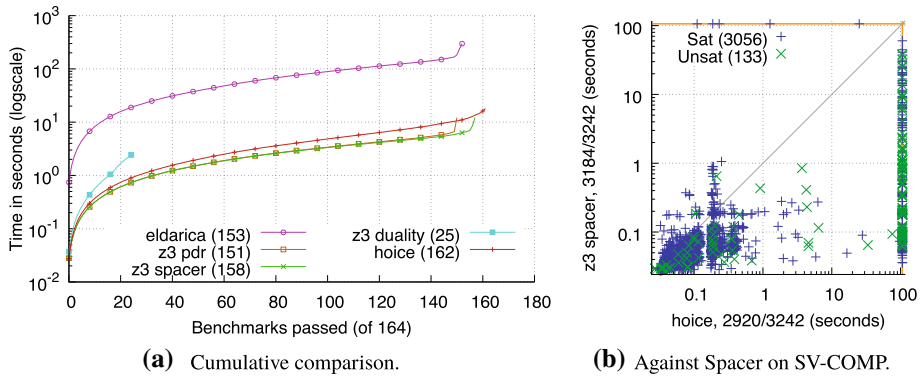 10^3
10^2
10^1
10^0
10^-1
10^-2
Time in seconds (logscale)
eldarica (153)
z3 pdr (151)
z3 spacer (158)
z3 duality (25)
hoice (162)
0 20 40 60 80 100 120 140 160 180
Benchmarks passed (of 164)
(a) Cumulative comparison.
100
10
1
0.1
z3 spacer, 3184/3242 (seconds)
Sat (3056)
Unsat (133)
0.1 1 10 100
hoice, 2920/3242 (seconds)
(b) Against Spacer on SV-COMP.